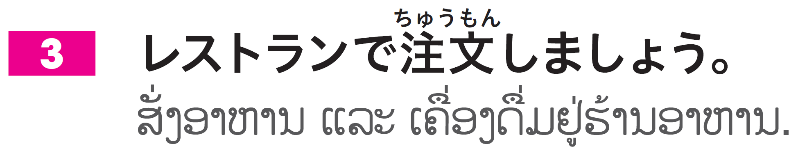 ちゅうもん
3 レストランで注文しましょう。
ສັ່ງອາຫານ ແລະ ເຄື່ອງດື່ມຢູ່ຮ້ານອາຫານ.